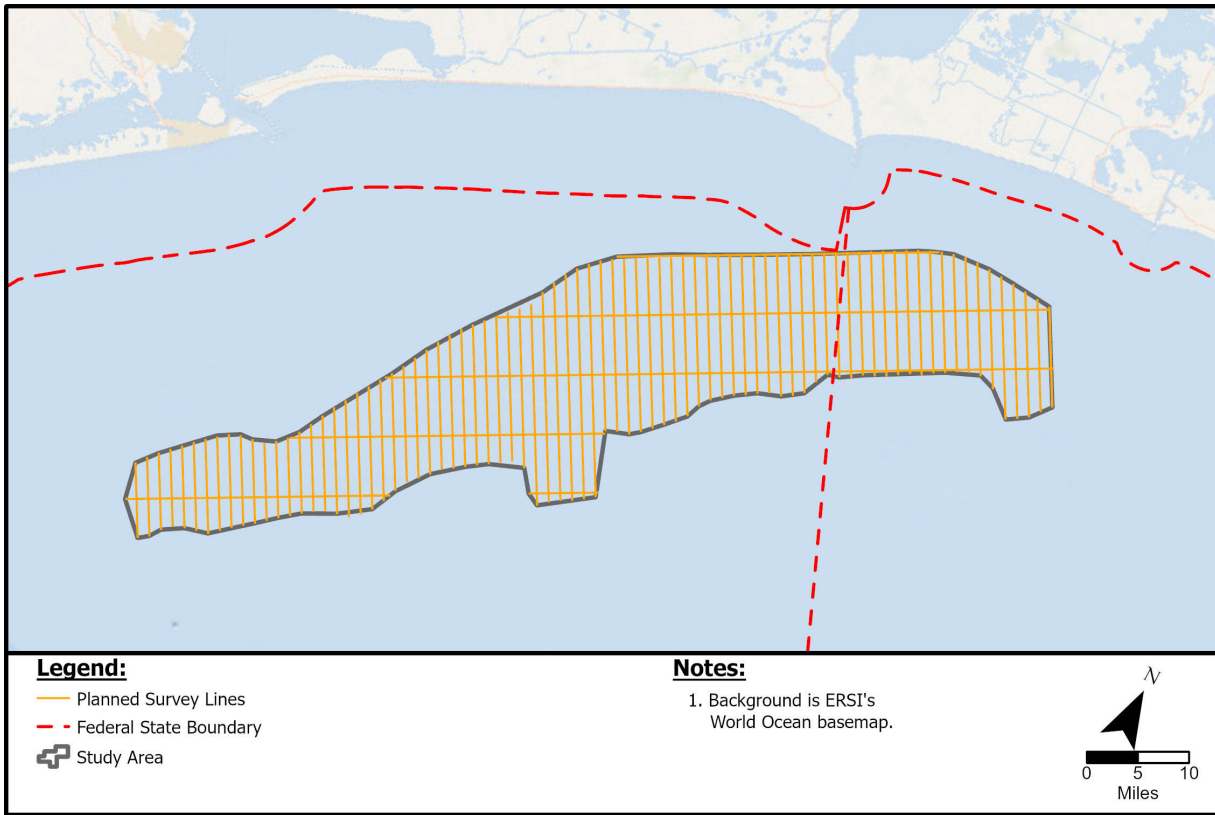 Legend:
Planned Survey Lines
Federal State Boundary
Study Area
Notes:
1. Background is ERSI's
World Ocean basemap.
N
0 5 10
Miles